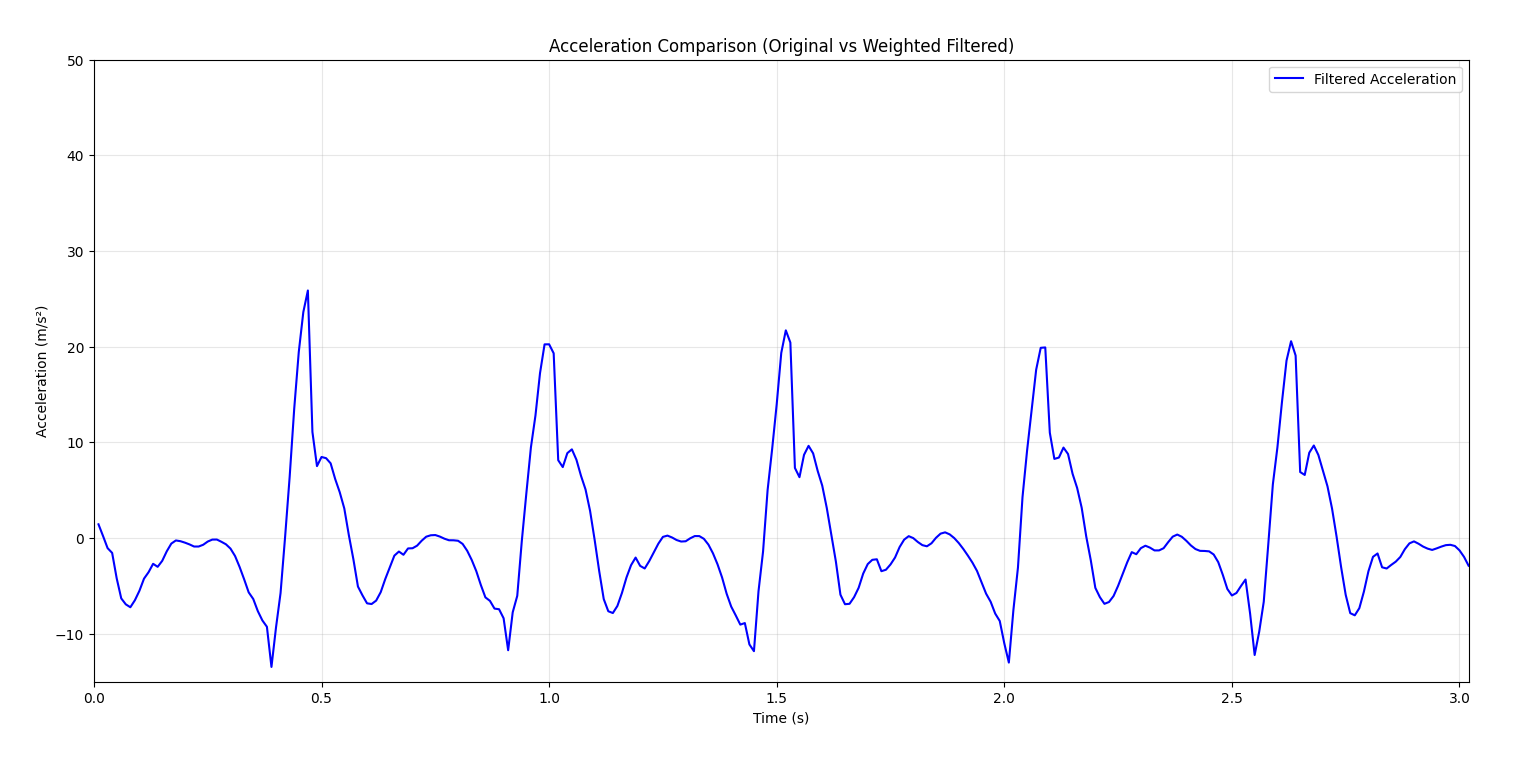 Acceleration Comparison (Original vs Weighted Filtered)
Filtered Acceleration
Acceleration (m/s²)
50
40
30
20
10
0
−10
0.0 0.5 1.0 1.5 2.0 2.5 3.0
Time (s)